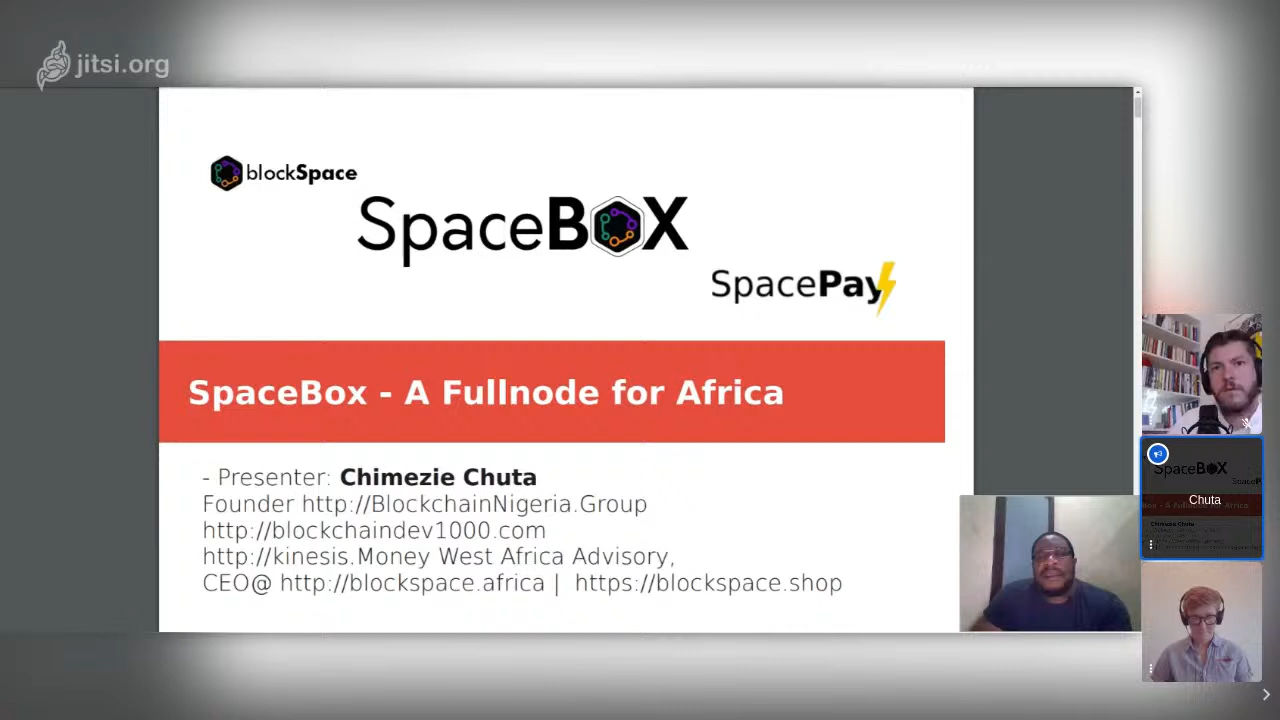 jitsi.org
blockSpace
SpaceBOX
SpacePay
SpaceBox - A Fullnode for Africa
- Presenter: Chimezie Chuta
Founder http://BlockchainNigeria.Group
http://blockchaindev1000.com
http://kinesis.Money West Africa Advisory,
CEO@ http://blockspace.africa | https://blockspace.shop
SpaceBOX
Chuta